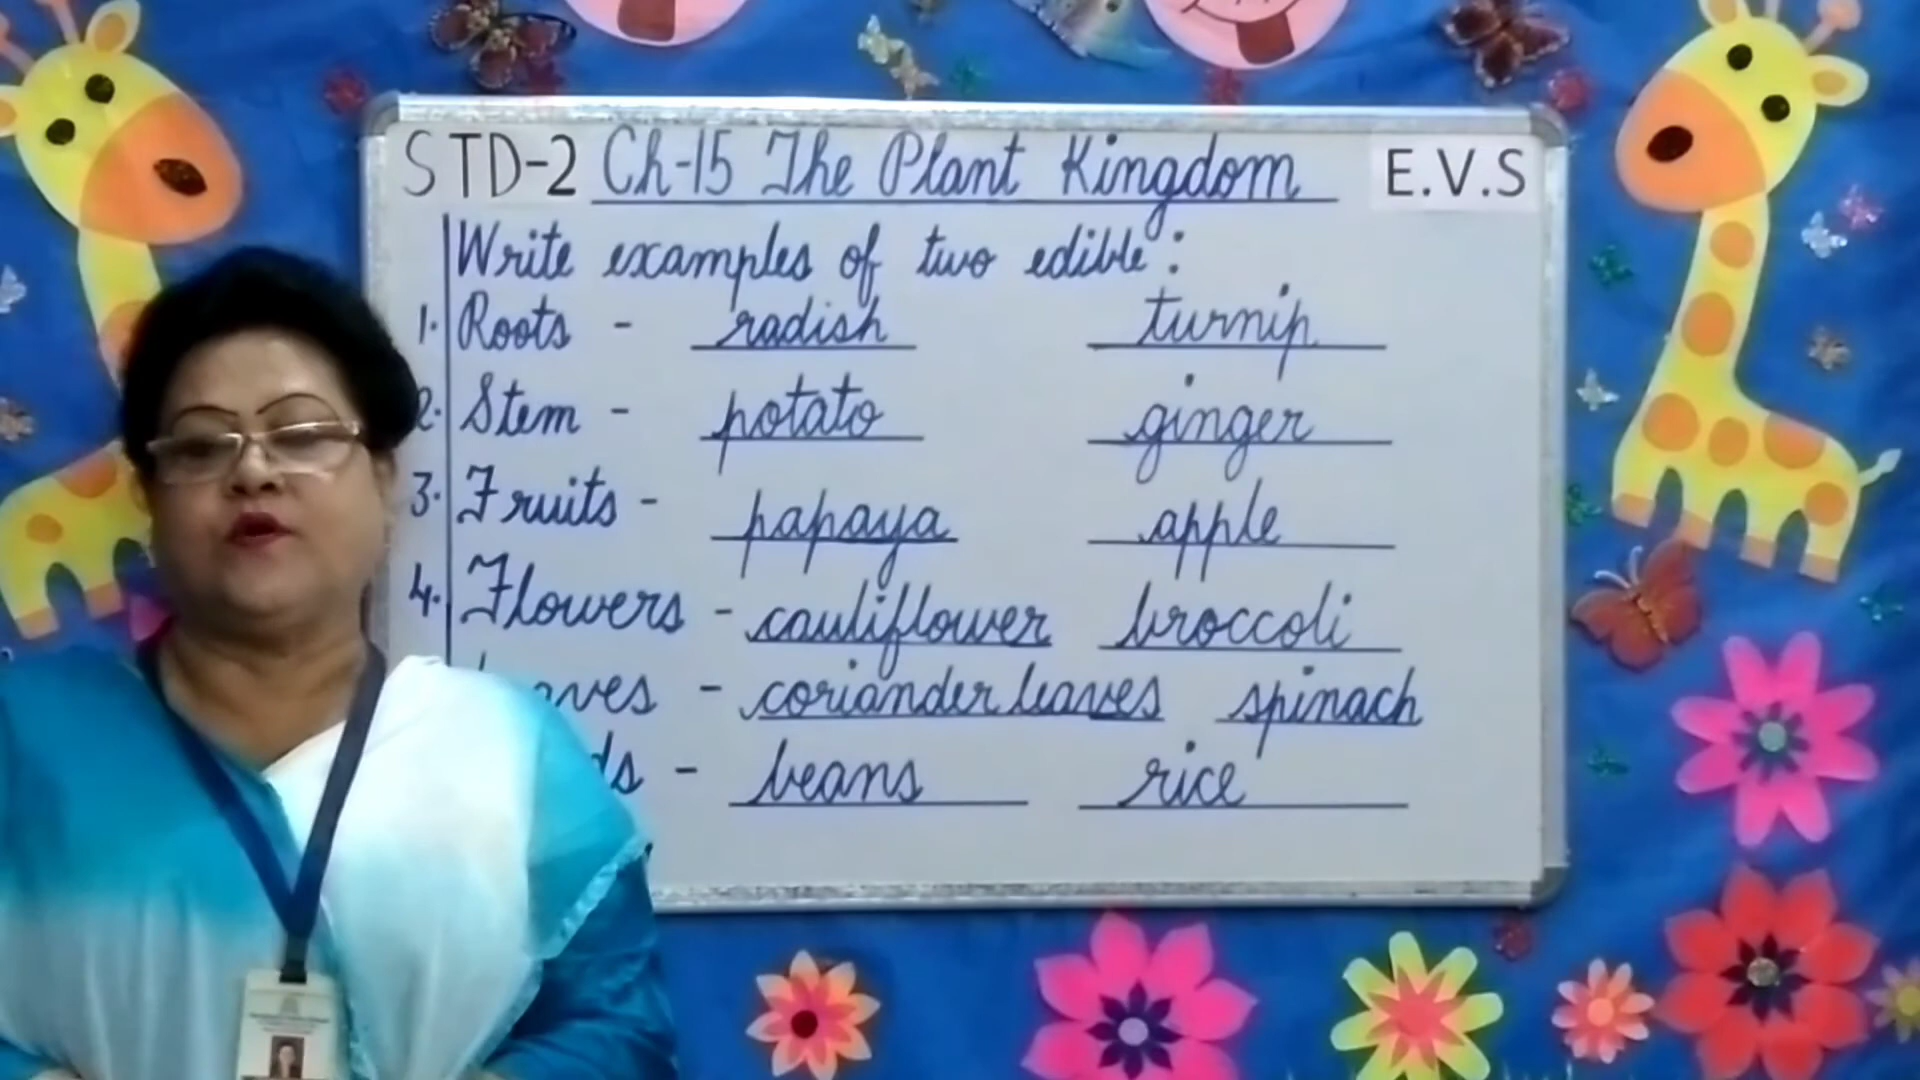 STD-2 Ch-15 The Plant Kingdom E.V.S
Write examples of two edible:
1. Roots - radish turnip
2. Stem - potato ginger
3. Fruits - papaya apple
4. Flowers - cauliflower broccoli
- coriander leaves spinach
- beans rice